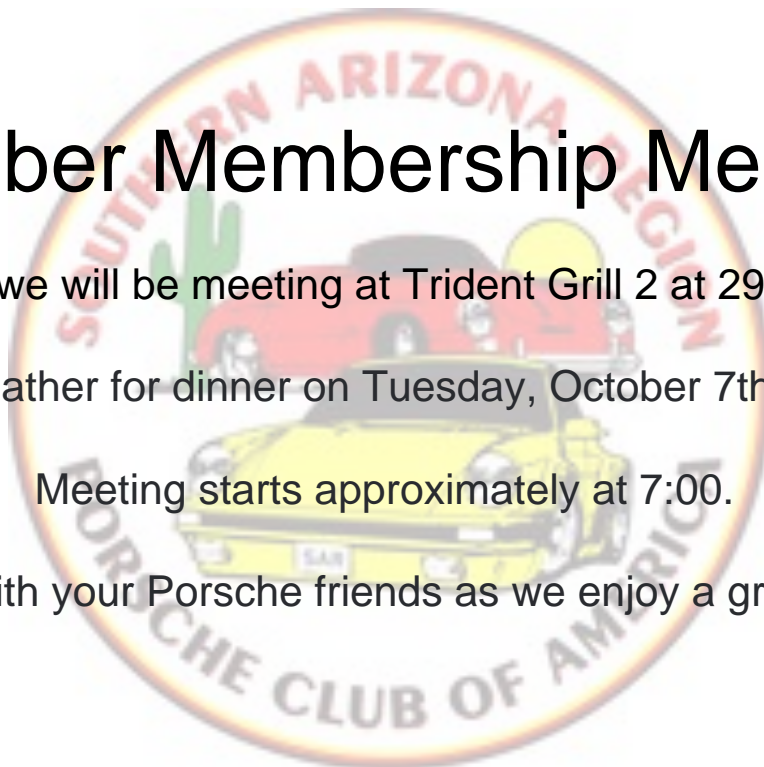 SOUTHERN ARIZONA REGION
ber Membership Me
we will be meeting at Trident Grill 2 at 29
ather for dinner on Tuesday, October 7th
Meeting starts approximately at 7:00.
ith your Porsche friends as we enjoy a gr
SAR
PORSCHE CLUB OF AMERICA